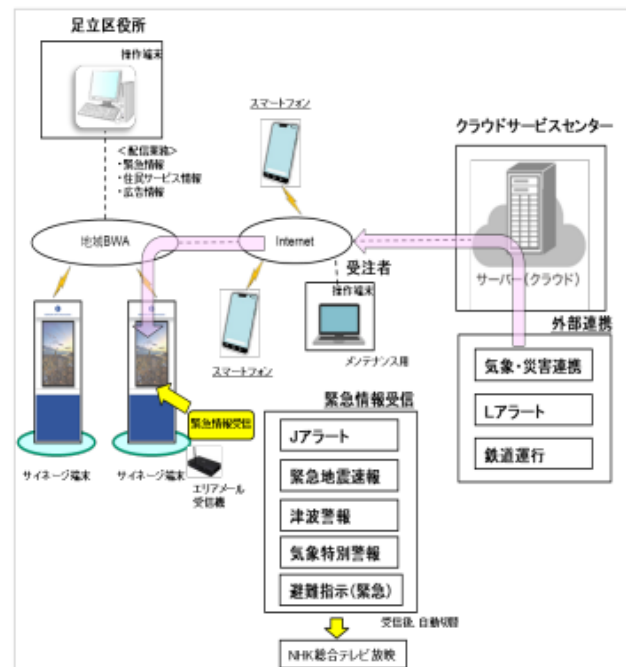 足立区役所
操作端末
スマートフォン
<配信業務>
・緊急情報
・住民サービス情報
・広告情報
クラウドサービスセンター
地域BWA
Internet
サーバー(クラウド)
受注者
操作端末
メンテナンス用
スマートフォン
外部連携
気象・災害連携
Lアラート
鉄道運行
緊急情報受信
緊急情報受信
Jアラート
緊急地震速報
津波警報
気象特別警報
避難指示(緊急)
サイネージ端末
サイネージ端末
エリアメール
受信機
受信後、自動切替
NHK総合テレビ放映